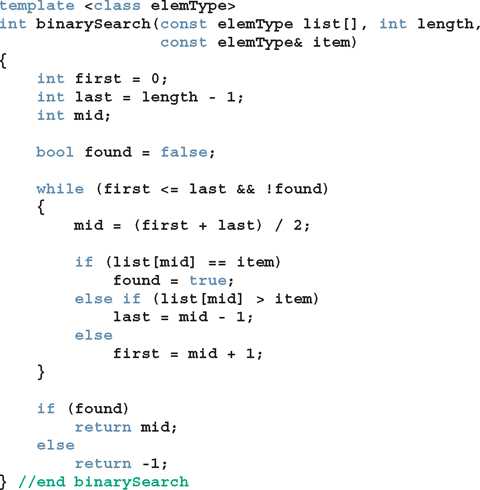 template <class elemType>
int binarySearch(const elemType list[], int length,
                 const elemType& item)
{
    int first = 0;
    int last = length - 1;
    int mid;

    bool found = false;

    while (first <= last && !found)
    {
        mid = (first + last) / 2;

        if (list[mid] == item)
            found = true;
        else if (list[mid] > item)
            last = mid - 1;
        else
            first = mid + 1;
    }

    if (found)
        return mid;
    else
        return -1;
} //end binarySearch